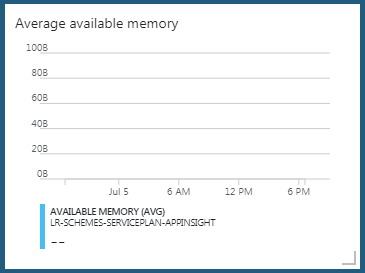 Average available memory
100B
80B
60B
40B
20B
0B
Jul 5 6 AM 12 PM 6 PM
AVAILABLE MEMORY (AVG)
LR-SCHEMES-SERVICEPLAN-APPINSIGHT
--